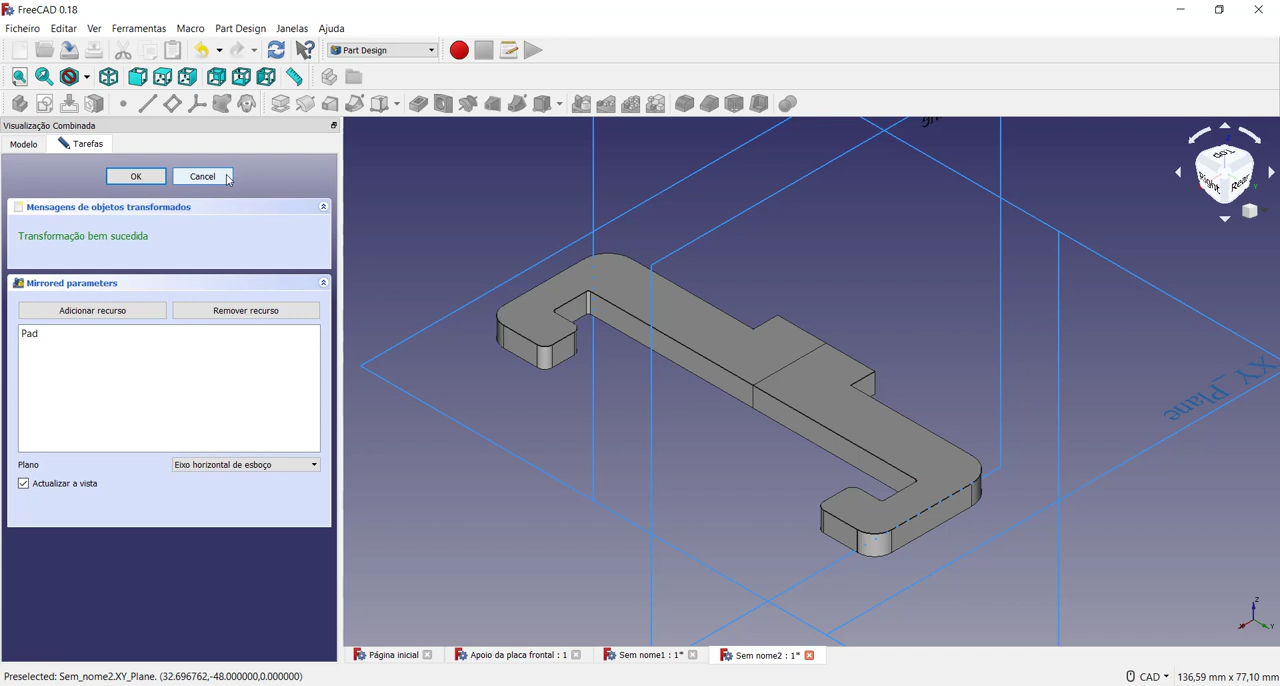 FreeCAD 0.18
Ficheiro Editar Ver Ferramentas Macro Part Design Janelas Ajuda
Part Design
Visualização Combinada
Modelo Tarefas
OK Cancel
Mensagens de objetos transformados
Transformação bem sucedida
Mirrored parameters
Adicionar recurso Remover recurso
Pad
Plano Eixo horizontal de esboço
Actualizar a vista
Top
Right Rear
XY_Plane
Z
X Y
Página inicial Apoio da placa frontal : 1 Sem nome1 : 1* Sem nome2 : 1*
Preselected: Sem_nome2.XY_Plane. (32.696762,-48.000000,0.000000) CAD 136,59 mm x 77,10 mm